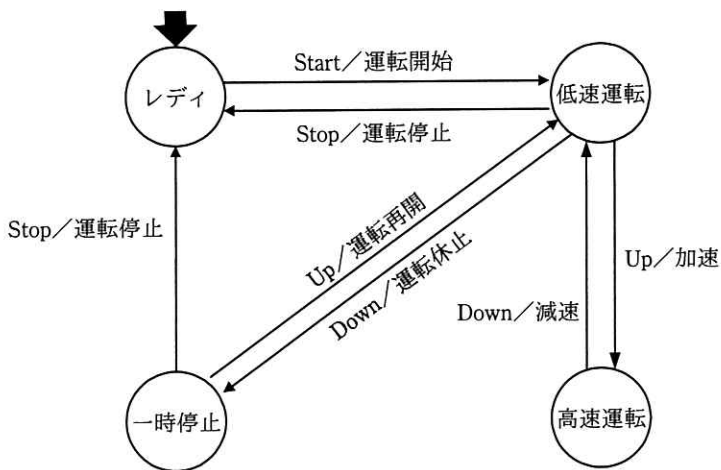 Start／運転開始
レディ
低速運転
Stop／運転停止
Stop／運転停止
Up／運転再開
Down／運転休止
Up／加速
Down／減速
一時停止
高速運転